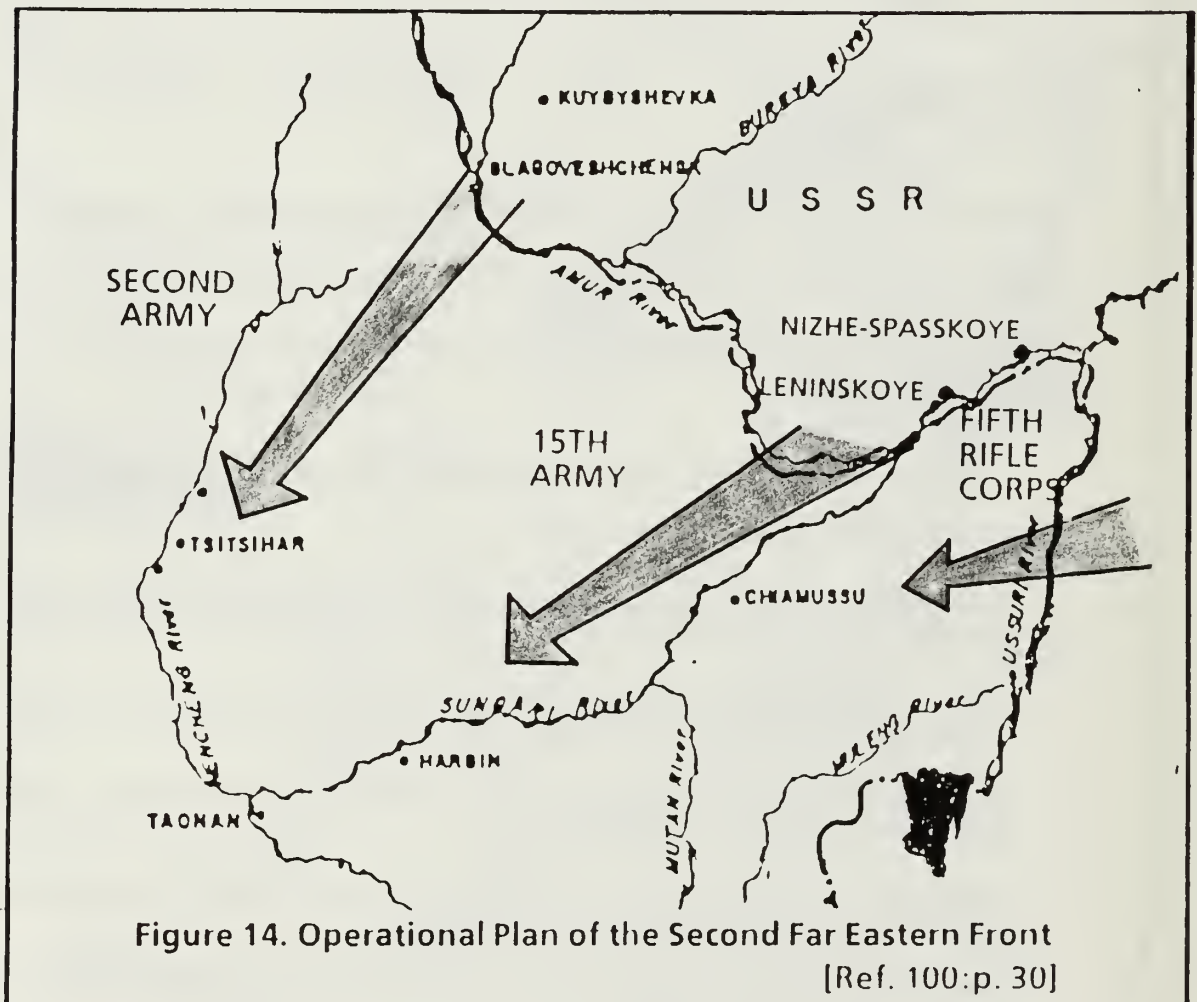 KUYBYSHEVKA
BUREYA River
BLAGOVESHCHENSK
U S S R
SECOND
ARMY
AMUR River
NIZHE-SPASSKOYE
LENINSKOYE
15TH
ARMY
FIFTH
RIFLE
CORPS
TSITSIHAR
CHIAMUSSU
USSURI River
SUNGARI River
River
HARBIN
TAONAN
MUTAN River
Figure 14. Operational Plan of the Second Far Eastern Front
[Ref. 100:p. 30]